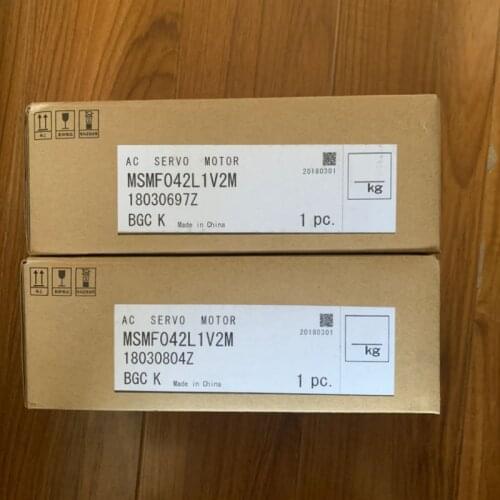 AC SERVO MOTOR
MSMF042L1V2M
20180301
18030697Z
kg
BGC K Made in China
1 pc.
AC SERVO MOTOR
MSMF042L1V2M
20180301
18030804Z
kg
BGC K Made in China
1 pc.